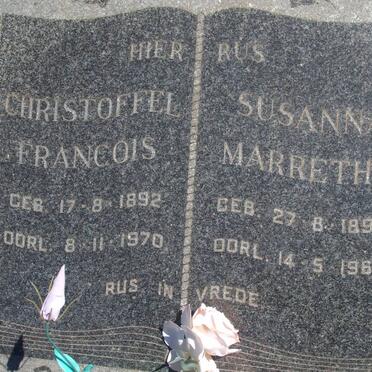 HIER RUS
CHRISTOFFEL
FRANCOIS
GEB. 17-8-1892
OORL. 8-11-1970
SUSANN
MARRETH
GEB. 27-8-189
OORL. 14-5-196
RUS IN VREDE